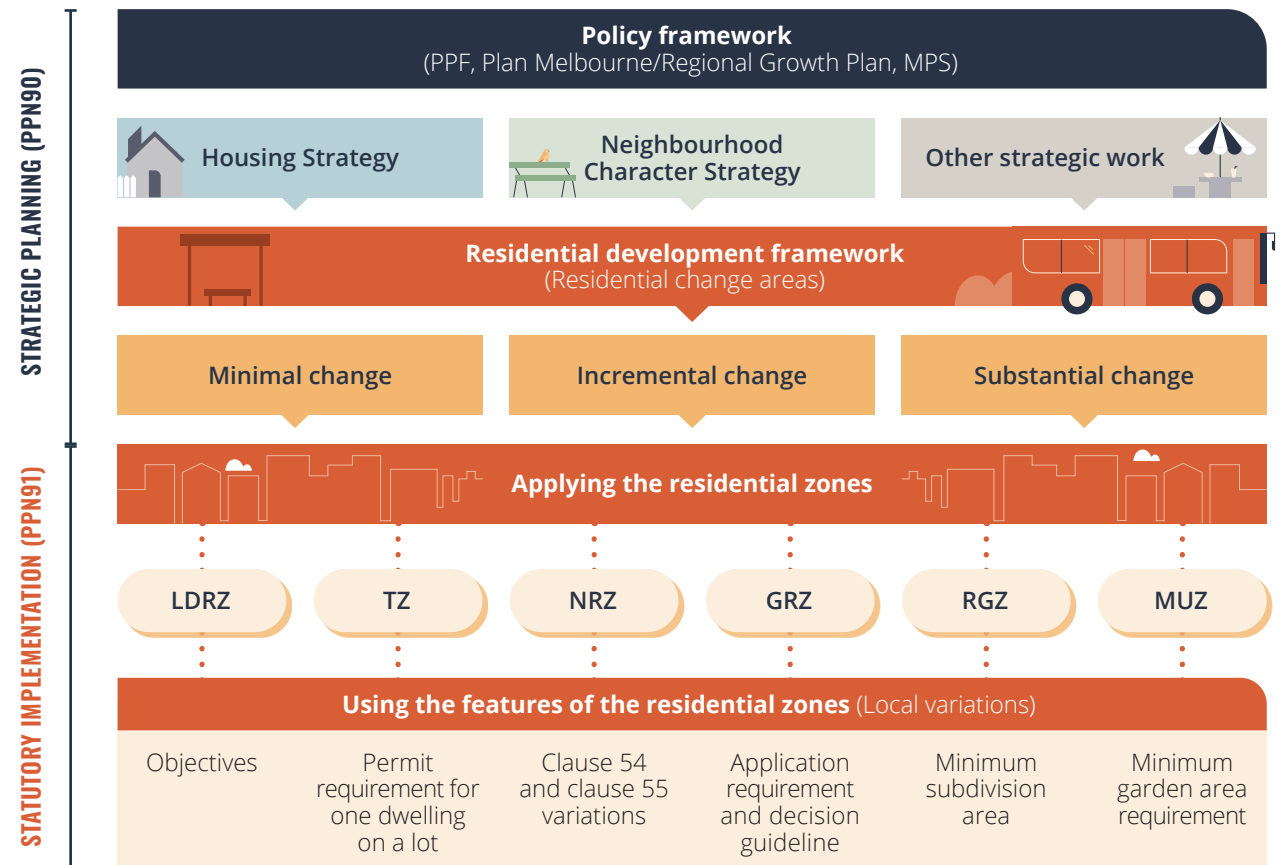 STRATEGIC PLANNING (PPN90)
Policy framework
(PPF, Plan Melbourne/Regional Growth Plan, MPS)
Housing Strategy
Neighbourhood
Character Strategy
Other strategic work
Residential development framework
(Residential change areas)
Minimal change
Incremental change
Substantial change
STATUTORY IMPLEMENTATION (PPN91)
Applying the residential zones
LDRZ
TZ
NRZ
GRZ
RGZ
MUZ
Using the features of the residential zones (Local variations)
Objectives
Permit
requirement for
one dwelling
on a lot
Clause 54
and clause 55
variations
Application
requirement
and decision
guideline
Minimum
subdivision
area
Minimum
garden area
requirement